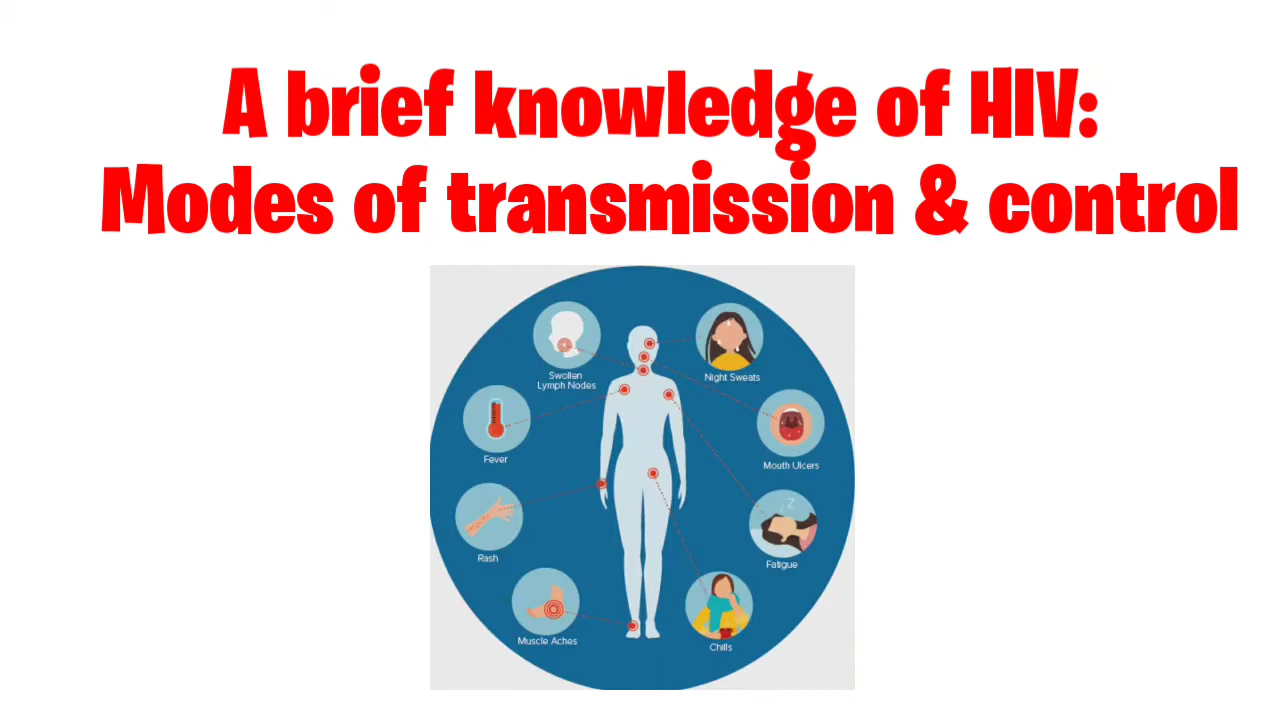 A brief knowledge of HIV:
Modes of transmission & control
Swollen
Lymph Nodes
Night Sweats
Fever
Mouth Ulcers
Rash
Z Z
Fatigue
Muscle Aches
Chills